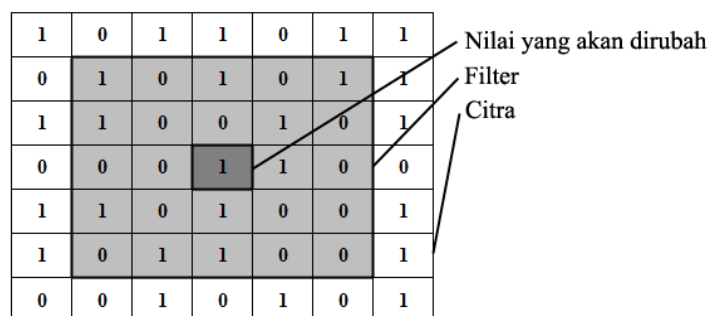 1 0 1 1 0 1 1
Nilai yang akan dirubah
0 1 0 1 0 1 1
Filter
1 1 0 0 1 0 1
Citra
0 0 0 1 1 0 0
1 1 0 1 0 0 1
1 0 1 1 0 0 1
0 0 1 0 1 0 1